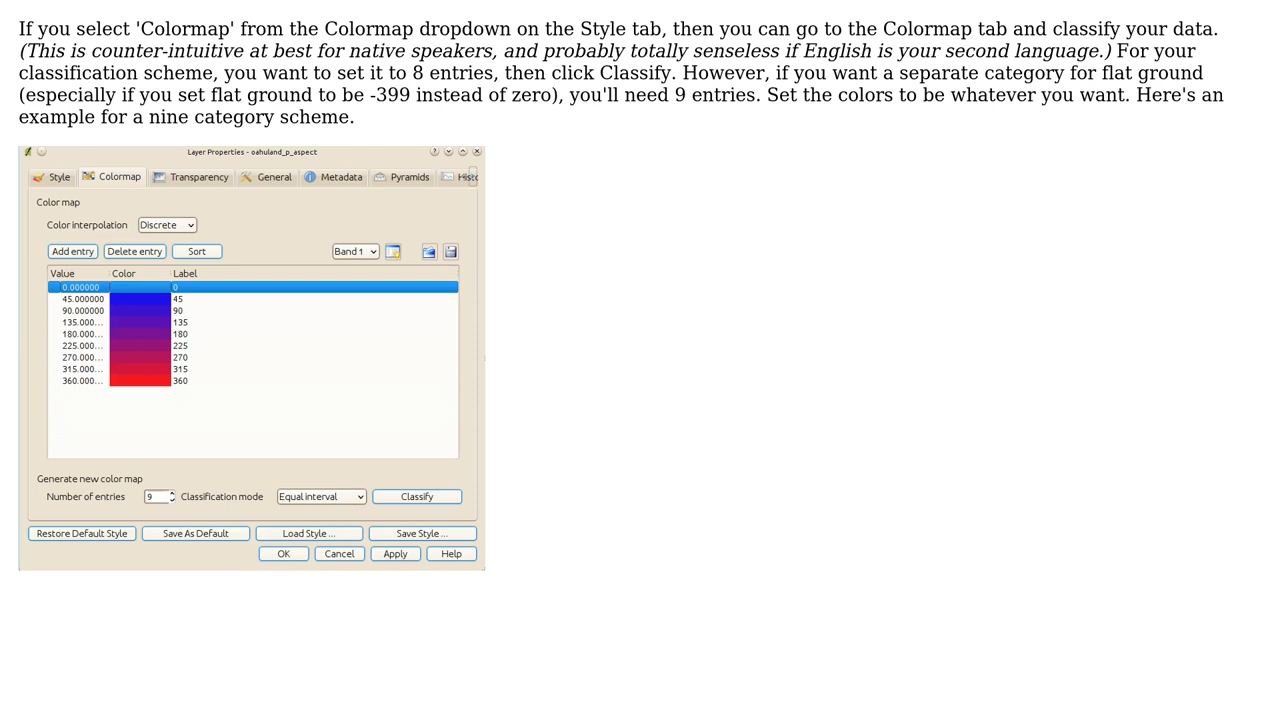 If you select 'Colormap' from the Colormap dropdown on the Style tab, then you can go to the Colormap tab and classify your data.
(This is counter-intuitive at best for native speakers, and probably totally senseless if English is your second language.) For your
classification scheme, you want to set it to 8 entries, then click Classify. However, if you want a separate category for flat ground
(especially if you set flat ground to be -399 instead of zero), you'll need 9 entries. Set the colors to be whatever you want. Here's an
example for a nine category scheme.
Layer Properties - oahuland_p_aspect
Style Colormap Transparency General Metadata Pyramids
Color map
Color interpolation Discrete
Add entry Delete entry Sort Band 1
Value Color Label
0.000000 0
45.000000 45
90.000000 90
135.000... 135
180.000... 180
225.000... 225
270.000... 270
315.000... 315
360.000... 360
Generate new color map
Number of entries 9 Classification mode Equal interval Classify
Restore Default Style Save As Default Load Style ... Save Style ...
OK Cancel Apply Help